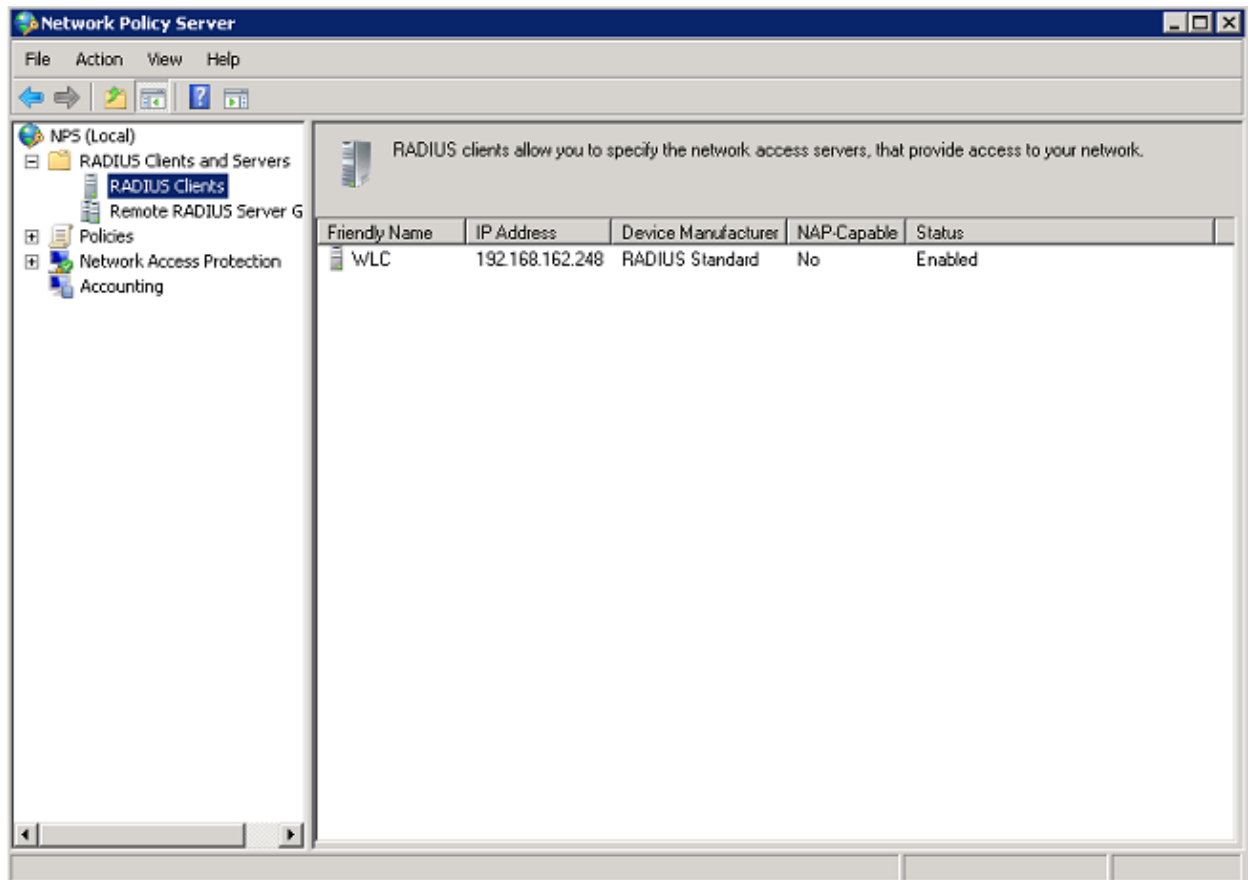 Network Policy Server
File Action View Help
NPS (Local)
RADIUS Clients and Servers
RADIUS Clients
Remote RADIUS Server G
Policies
Network Access Protection
Accounting
RADIUS clients allow you to specify the network access servers, that provide access to your network.
Friendly Name IP Address Device Manufacturer NAP-Capable Status
WLC 192.168.162.248 RADIUS Standard No Enabled